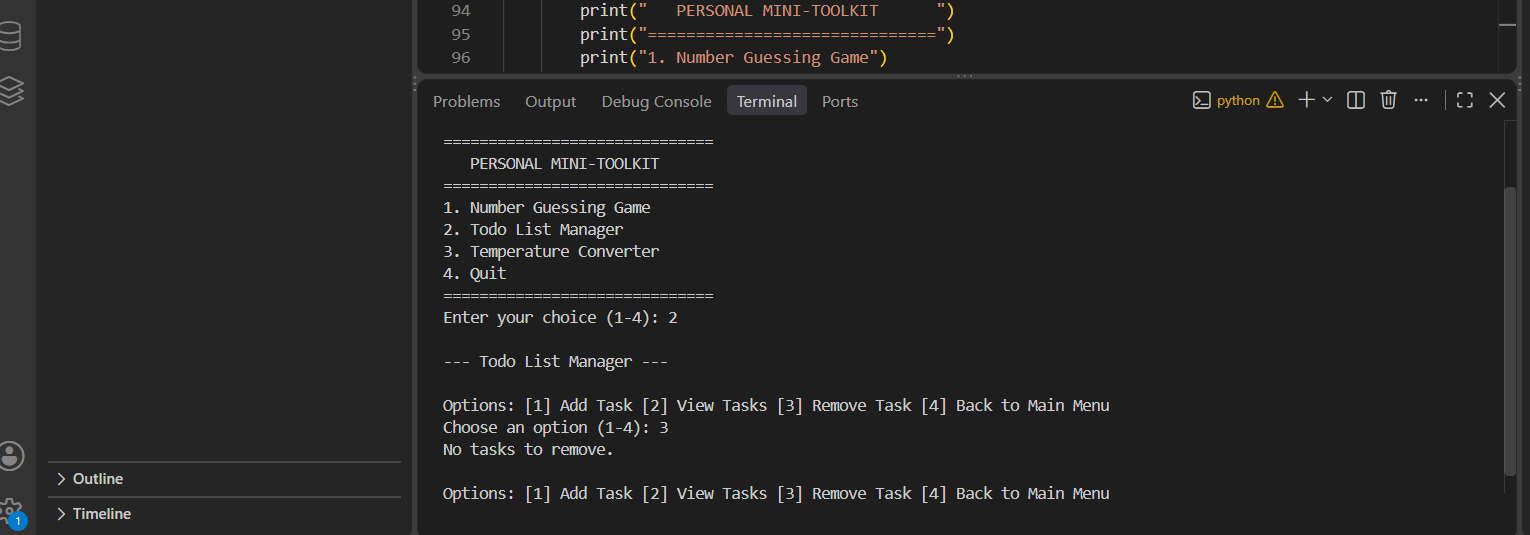 94 print("   PERSONAL MINI-TOOLKIT      ")
95 print("==============================")
96 print("1. Number Guessing Game")
Problems Output Debug Console Terminal Ports python
==============================
   PERSONAL MINI-TOOLKIT
==============================
1. Number Guessing Game
2. Todo List Manager
3. Temperature Converter
4. Quit
==============================
Enter your choice (1-4): 2
--- Todo List Manager ---
Options: [1] Add Task [2] View Tasks [3] Remove Task [4] Back to Main Menu
Choose an option (1-4): 3
No tasks to remove.
Options: [1] Add Task [2] View Tasks [3] Remove Task [4] Back to Main Menu
Outline
Timeline
1